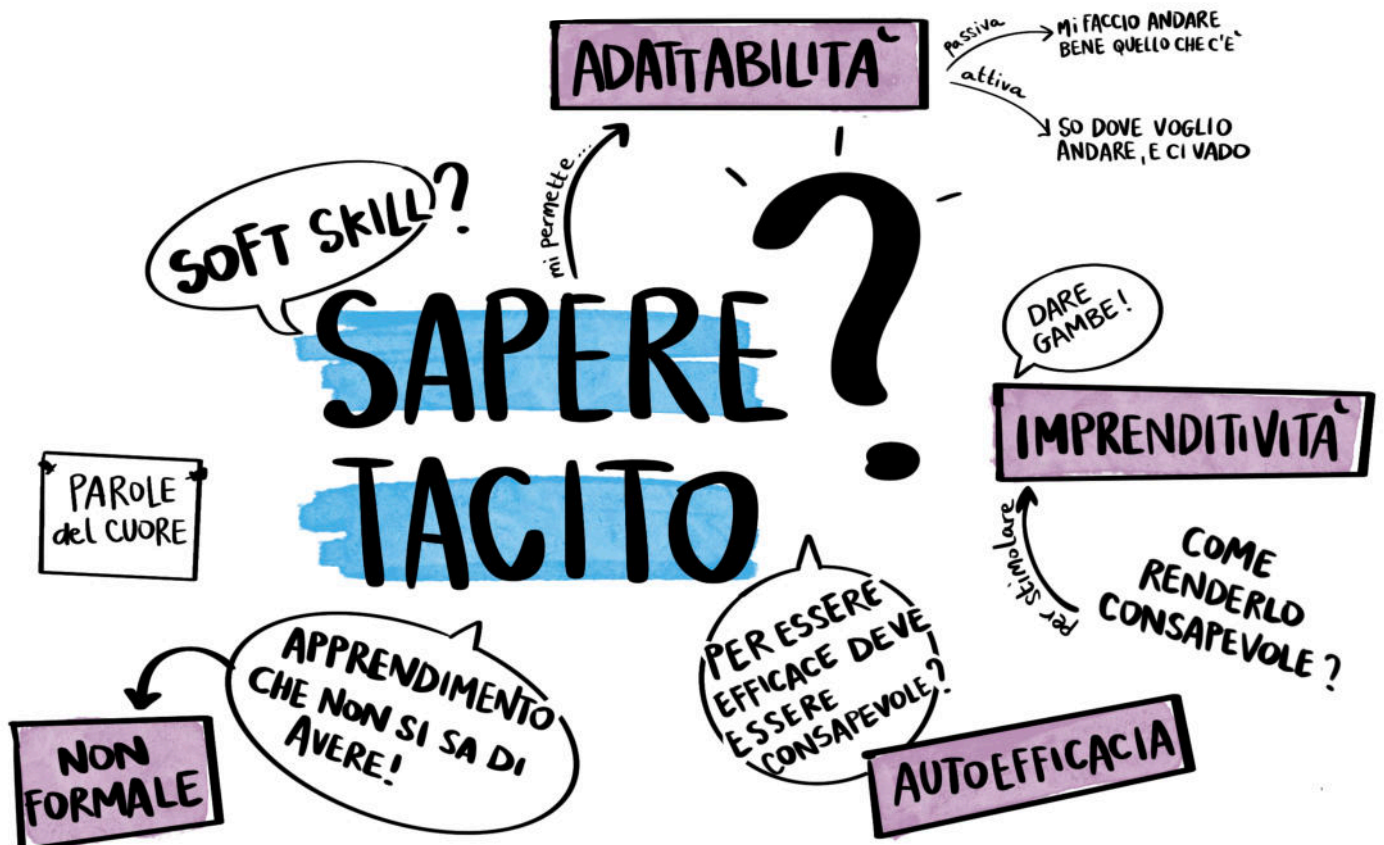 ADATTABILITÀ
passiva
MI FACCIO ANDARE
BENE QUELLO CHE C'È
attiva
SO DOVE VOGLIO
ANDARE, E CI VADO
mi permette...
SOFT SKILL?
SAPERE
TACITO
?
DARE
GAMBE!
IMPRENDITIVITÀ
per stimolare
COME
RENDERLO
CONSAPEVOLE?
PAROLE
del CUORE
APPRENDIMENTO
CHE NON SI SA DI
AVERE!
NON
FORMALE
PER ESSERE
EFFICACE DEVE
ESSERE
CONSAPEVOLE?
AUTOEFFICACIA